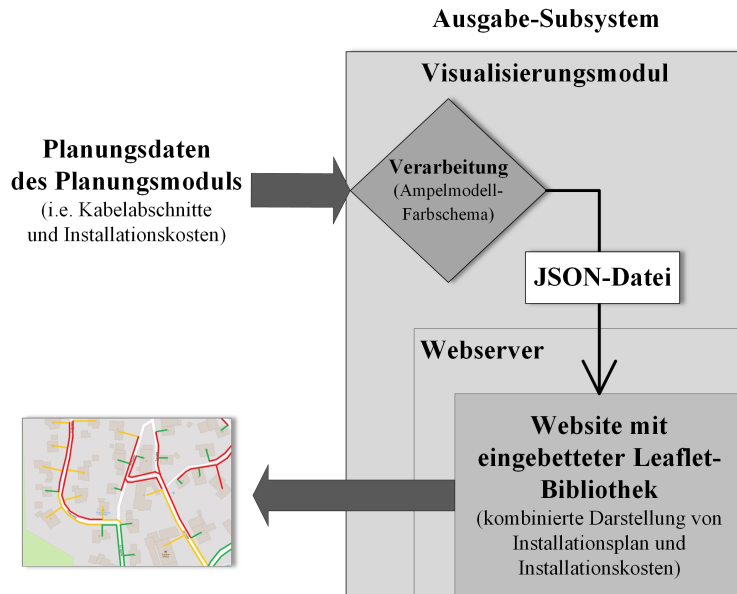 Ausgabe-Subsystem
Visualisierungsmodul
Planungsdaten
des Planungsmoduls
(i.e. Kabelabschnitte
und Installationskosten)
Verarbeitung
(Ampelmodell-
Farbschema)
JSON-Datei
Webserver
Website mit
eingebetteter Leaflet-
Bibliothek
(kombinierte Darstellung von
Installationsplan und
Installationskosten)